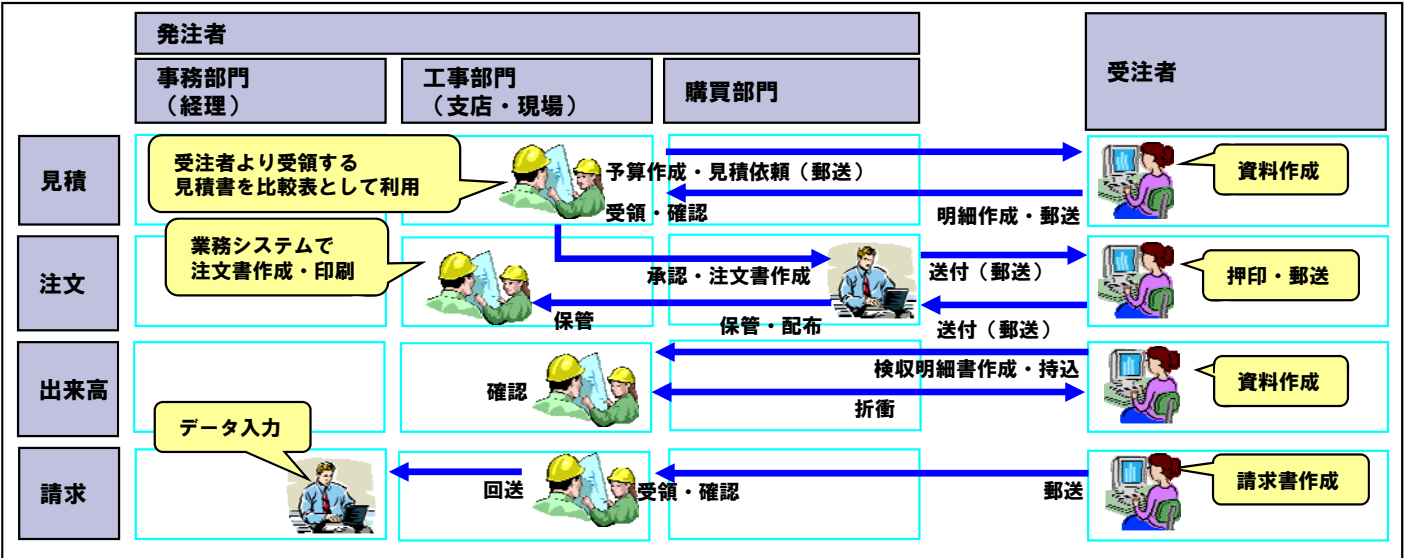 発注者
受注者
事務部門
（経理）
工事部門
（支店・現場）
購買部門
見積
受注者より受領する
見積書を比較表として利用
予算作成・見積依頼（郵送）
受領・確認
明細作成・郵送
資料作成
注文
業務システムで
注文書作成・印刷
承認・注文書作成
送付（郵送）
押印・郵送
保管
保管・配布
送付（郵送）
出来高
確認
検収明細書作成・持込
折衝
資料作成
請求
データ入力
回送
受領・確認
郵送
請求書作成